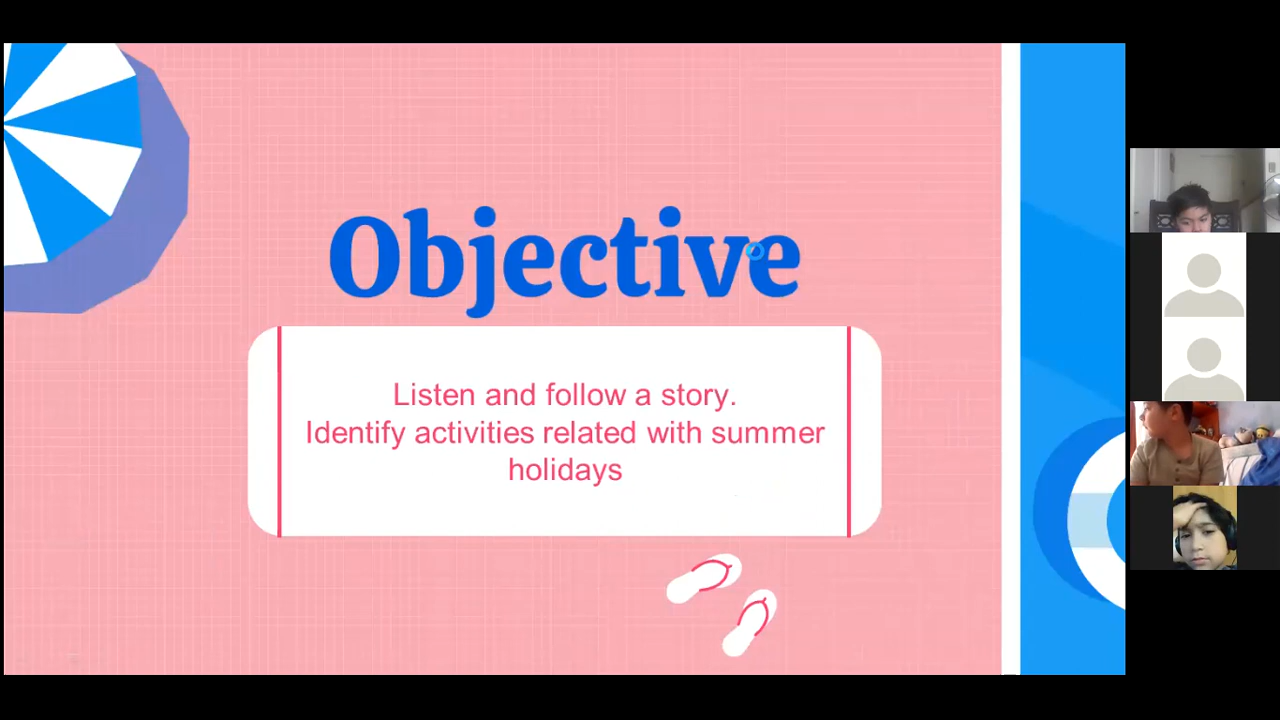 Objective
Listen and follow a story.
Identify activities related with summer
holidays